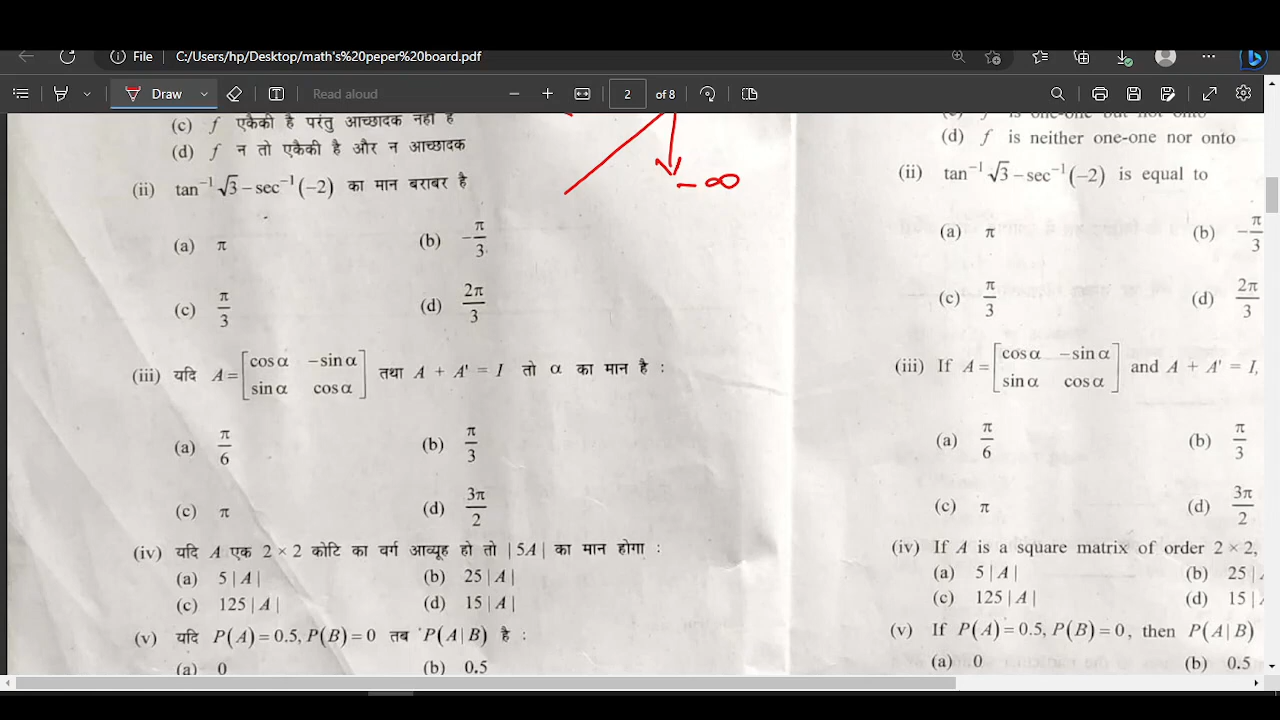 File C:/Users/hp/Desktop/math's%20peper%20board.pdf
Draw Read aloud 2 of 8
(c) f एकैकी है परंतु आच्छादक नहीं है
(d) f न तो एकैकी है और न आच्छादक
(ii) tan⁻¹√3 – sec⁻¹(–2) का मान बराबर है
(a) π (b) –π/3
(c) π/3 (d) 2π/3
(iii) यदि A = [cos α –sin α; sin α cos α] तथा A + A' = I तो α का मान है :
(a) π/6 (b) π/3
(c) π (d) 3π/2
(iv) यदि A एक 2 × 2 कोटि का वर्ग आव्यूह हो तो |5A| का मान होगा :
(a) 5|A| (b) 25|A|
(c) 125|A| (d) 15|A|
(v) यदि P(A) = 0.5, P(B) = 0 तब P(A|B) है :
(a) 0 (b) 0.5
– ∞
(d) f is neither one-one nor onto
(ii) tan⁻¹√3 – sec⁻¹(–2) is equal to
(a) π (b) –π/3
(c) π/3 (d) 2π/3
(iii) If A = [cos α –sin α; sin α cos α] and A + A' = I,
(a) π/6 (b) π/3
(c) π (d) 3π/2
(iv) If A is a square matrix of order 2 × 2,
(a) 5|A| (b) 25|
(c) 125|A| (d) 15|
(v) If P(A) = 0.5, P(B) = 0, then P(A|B)
(a) 0 (b) 0.5